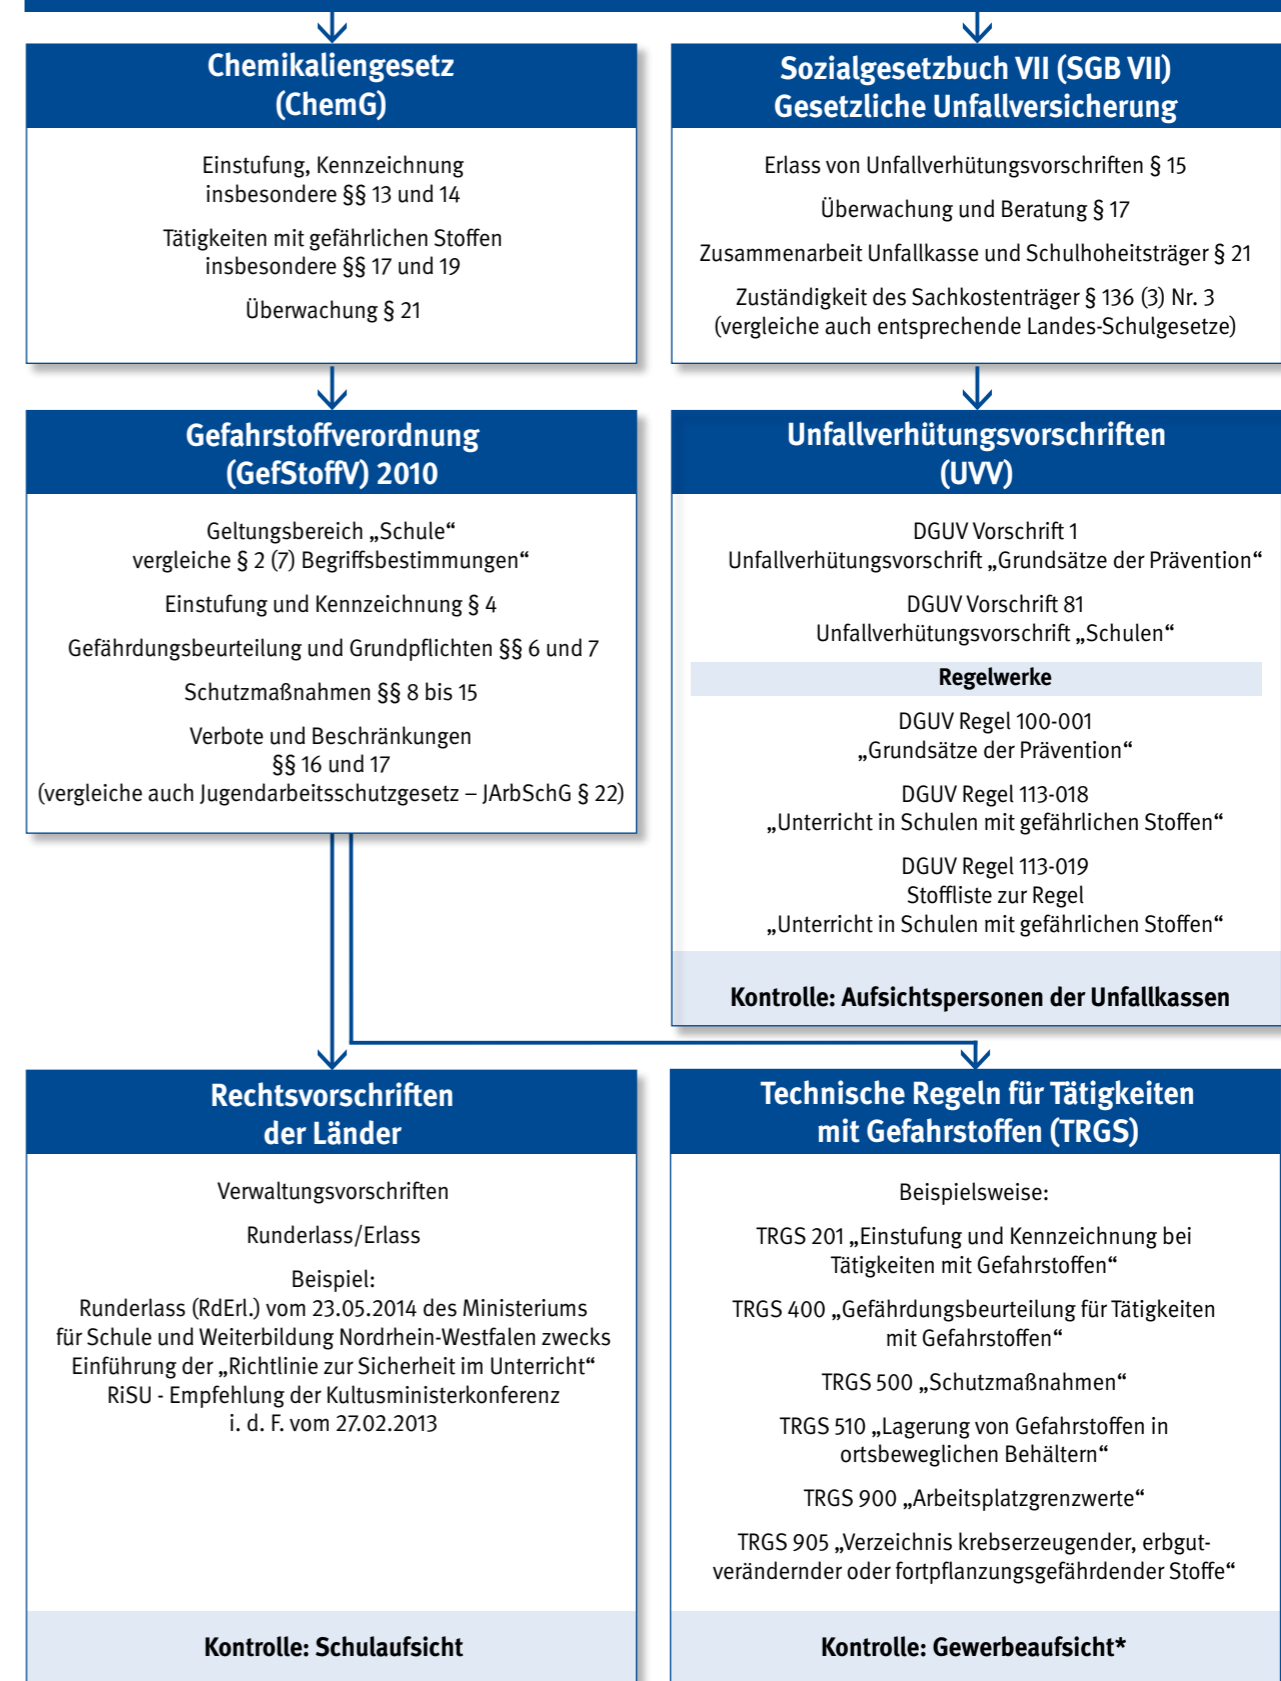 Chemikaliengesetz
(ChemG)
Einstufung, Kennzeichnung
insbesondere §§ 13 und 14
Tätigkeiten mit gefährlichen Stoffen
insbesondere §§ 17 und 19
Überwachung § 21
Sozialgesetzbuch VII (SGB VII)
Gesetzliche Unfallversicherung
Erlass von Unfallverhütungsvorschriften § 15
Überwachung und Beratung § 17
Zusammenarbeit Unfallkasse und Schulhoheitsträger § 21
Zuständigkeit des Sachkostenträger § 136 (3) Nr. 3
(vergleiche auch entsprechende Landes-Schulgesetze)
Gefahrstoffverordnung
(GefStoffV) 2010
Geltungsbereich „Schule“
vergleiche § 2 (7) Begriffsbestimmungen“
Einstufung und Kennzeichnung § 4
Gefährdungsbeurteilung und Grundpflichten §§ 6 und 7
Schutzmaßnahmen §§ 8 bis 15
Verbote und Beschränkungen
§§ 16 und 17
(vergleiche auch Jugendarbeitsschutzgesetz – JArbSchG § 22)
Unfallverhütungsvorschriften
(UVV)
DGUV Vorschrift 1
Unfallverhütungsvorschrift „Grundsätze der Prävention“
DGUV Vorschrift 81
Unfallverhütungsvorschrift „Schulen“
Regelwerke
DGUV Regel 100-001
„Grundsätze der Prävention“
DGUV Regel 113-018
„Unterricht in Schulen mit gefährlichen Stoffen“
DGUV Regel 113-019
Stoffliste zur Regel
„Unterricht in Schulen mit gefährlichen Stoffen“
Kontrolle: Aufsichtspersonen der Unfallkassen
Rechtsvorschriften
der Länder
Verwaltungsvorschriften
Runderlass/Erlass
Beispiel:
Runderlass (RdErl.) vom 23.05.2014 des Ministeriums
für Schule und Weiterbildung Nordrhein-Westfalen zwecks
Einführung der „Richtlinie zur Sicherheit im Unterricht“
RiSU - Empfehlung der Kultusministerkonferenz
i. d. F. vom 27.02.2013
Kontrolle: Schulaufsicht
Technische Regeln für Tätigkeiten
mit Gefahrstoffen (TRGS)
Beispielsweise:
TRGS 201 „Einstufung und Kennzeichnung bei
Tätigkeiten mit Gefahrstoffen“
TRGS 400 „Gefährdungsbeurteilung für Tätigkeiten
mit Gefahrstoffen“
TRGS 500 „Schutzmaßnahmen“
TRGS 510 „Lagerung von Gefahrstoffen in
ortsbeweglichen Behältern“
TRGS 900 „Arbeitsplatzgrenzwerte“
TRGS 905 „Verzeichnis krebserzeugender, erbgut-
verändernder oder fortpflanzungsgefährdender Stoffe“
Kontrolle: Gewerbeaufsicht*